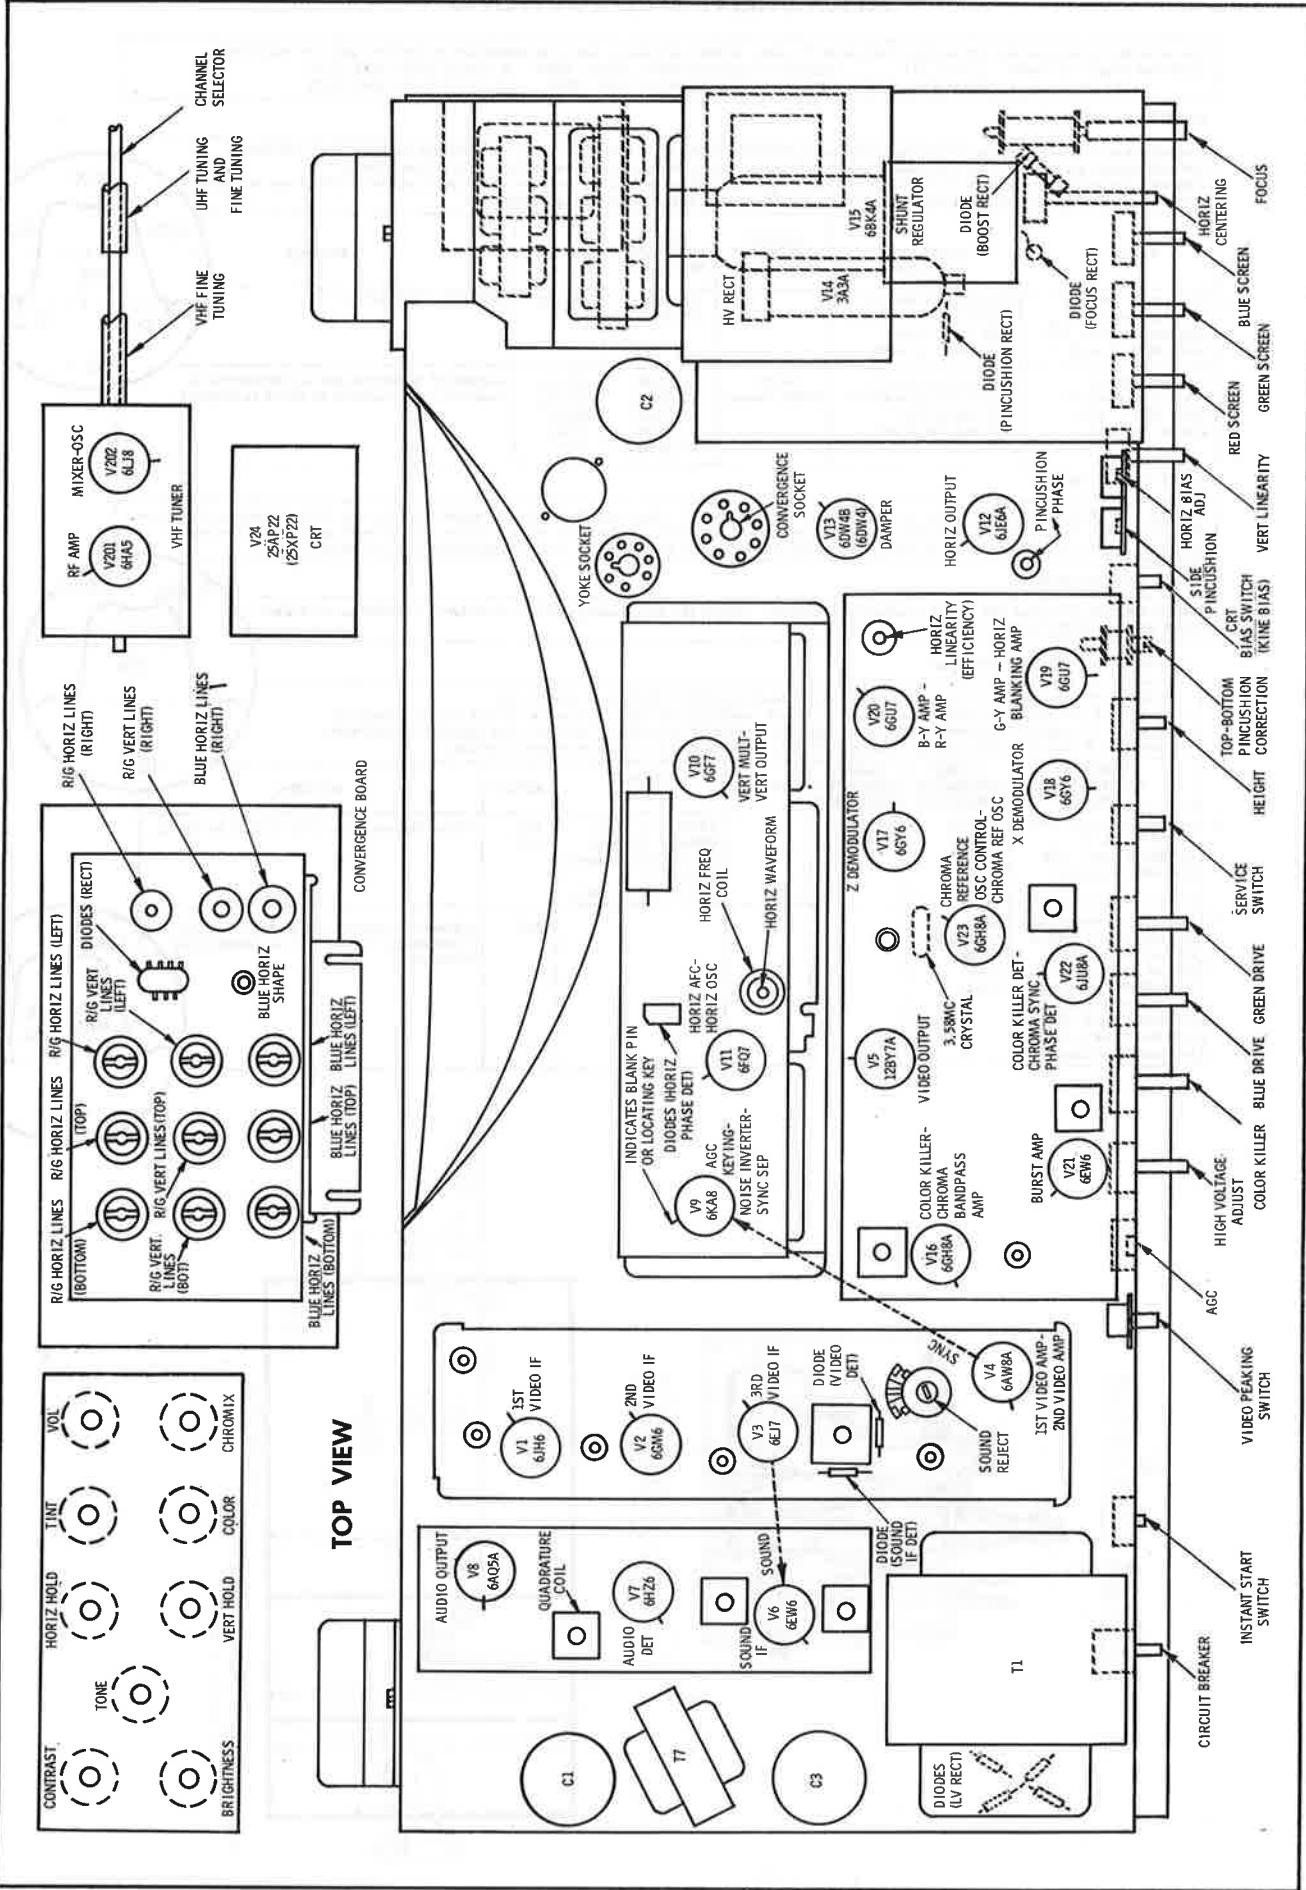 CONTRAST
TONE
HORIZ HOLD
TINT
VOL
BRIGHTNESS
VERT HOLD
COLOR
CHROMIX
R/G HORIZ LINES
(BOTTOM)
R/G HORIZ LINES
(TOP)
R/G HORIZ LINES (LEFT)
R/G VERT
LINES
(LEFT)
DIODES (RECT)
R/G VERT.
LINES
(BOT)
R/G VERT LINES(TOP)
BLUE HORIZ
SHAPE
BLUE HORIZ
LINES (BOTTOM)
BLUE HORIZ
LINES (TOP)
BLUE HORIZ
LINES (LEFT)
R/G HORIZ LINES
(RIGHT)
R/G VERT LINES
(RIGHT)
BLUE HORIZ LINES
(RIGHT)
CONVERGENCE BOARD
RF AMP
V201
6HA5
MIXER-OSC
V202
6LJ8
VHF TUNER
VHF FINE
TUNING
UHF TUNING
AND
FINE TUNING
CHANNEL
SELECTOR
V24
25AP22
(25XP22)
CRT
TOP VIEW
C1
T7
C3
DIODES
(LV RECT)
T1
AUDIO OUTPUT
V8
6AQ5A
QUADRATURE
COIL
AUDIO
DET
V7
6HZ6
SOUND
IF
V6
6EW6
SOUND
DIODE
(SOUND
IF DET)
V1
6JH6
1ST
VIDEO IF
V2
6GM6
2ND
VIDEO IF
V3
6EJ7
3RD
VIDEO IF
DIODE
(VIDEO
DET)
SOUND
REJECT
SYNC
V4
6AW8A
1ST VIDEO AMP-
2ND VIDEO AMP
INDICATES BLANK PIN
OR LOCATING KEY
V9
6KA8
AGC
KEYING-
NOISE INVERTER-
SYNC SEP
DIODES (HORIZ
PHASE DET)
HORIZ AFC-
HORIZ OSC
V11
6FQ7
HORIZ FREQ
COIL
HORIZ WAVEFORM
V10
6GF7
VERT MULT-
VERT OUTPUT
YOKE SOCKET
CONVERGENCE
SOCKET
C2
V13
6DW4B
(6DW4)
DAMPER
HORIZ OUTPUT
V12
6JE6A
PINCUSHION
PHASE
COLOR KILLER-
CHROMA
BANDPASS
AMP
V16
6GH8A
V5
12BY7A
VIDEO OUTPUT
BURST AMP
V21
6EW6
3.58MC
CRYSTAL
COLOR KILLER DET-
CHROMA SYNC
PHASE DET
V22
6JU8A
V23
6GH8A
CHROMA
REFERENCE
OSC CONTROL-
CHROMA REF OSC
Z DEMODULATOR
V17
6GY6
X DEMODULATOR
V18
6GY6
V20
6GU7
B-Y AMP -
R-Y AMP
HORIZ
LINEARITY
(EFFICIENCY)
G-Y AMP - HORIZ
BLANKING AMP
V19
6GU7
HV RECT
V14
3A3A
V15
6BK4A
SHUNT
REGULATOR
DIODE
(BOOST RECT)
DIODE
(FOCUS RECT)
DIODE
(PINCUSHION RECT)
CIRCUIT BREAKER
INSTANT START
SWITCH
VIDEO PEAKING
SWITCH
AGC
HIGH VOLTAGE
ADJUST
COLOR KILLER
BLUE DRIVE
GREEN DRIVE
SERVICE
SWITCH
HEIGHT
TOP-BOTTOM
PINCUSHION
CORRECTION
CRT
BIAS SWITCH
(KINE BIAS)
SIDE
PINCUSHION
HORIZ BIAS
ADJ
VERT LINEARITY
RED SCREEN
GREEN SCREEN
BLUE SCREEN
HORIZ
CENTERING
FOCUS